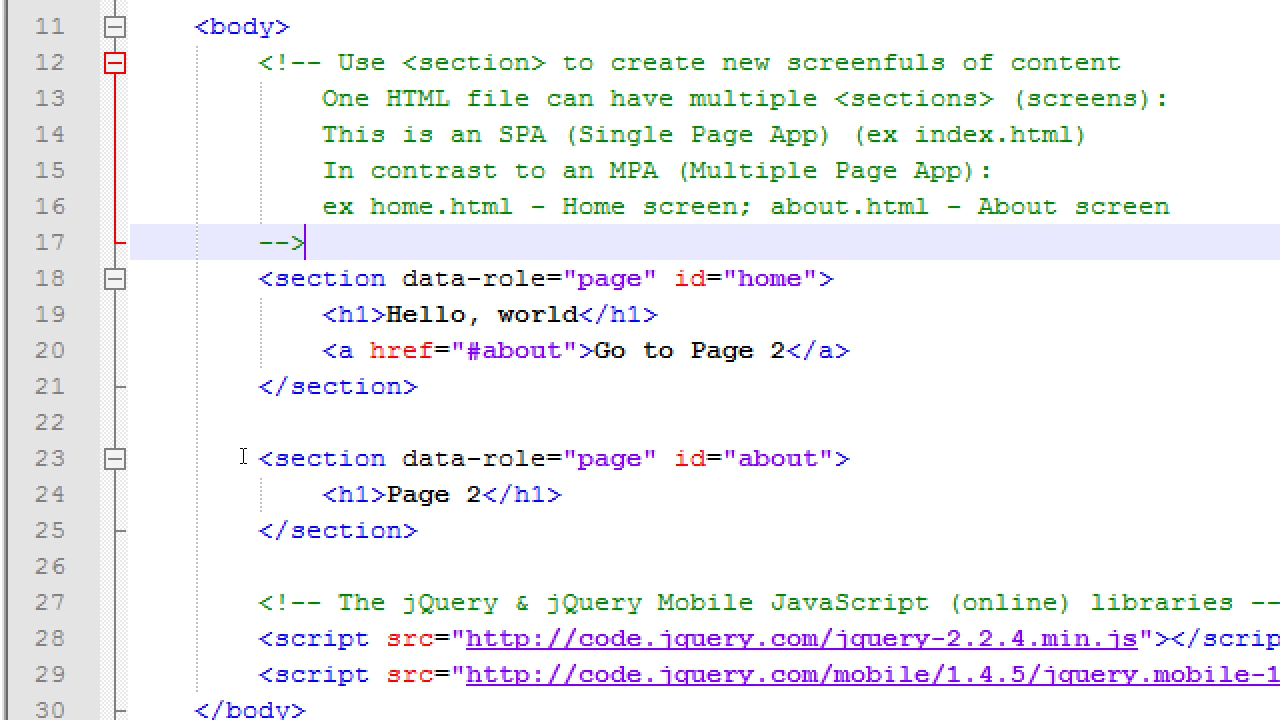 11 <body>
12 <!-- Use <section> to create new screenfuls of content
13 One HTML file can have multiple <sections> (screens):
14 This is an SPA (Single Page App) (ex index.html)
15 In contrast to an MPA (Multiple Page App):
16 ex home.html - Home screen; about.html - About screen
17 -->
18 <section data-role="page" id="home">
19 <h1>Hello, world</h1>
20 <a href="#about">Go to Page 2</a>
21 </section>
22
23 <section data-role="page" id="about">
24 <h1>Page 2</h1>
25 </section>
26
27 <!-- The jQuery & jQuery Mobile JavaScript (online) libraries --
28 <script src="http://code.jquery.com/jquery-2.2.4.min.js"></scrip
29 <script src="http://code.jquery.com/mobile/1.4.5/jquery.mobile-1
30 </body>